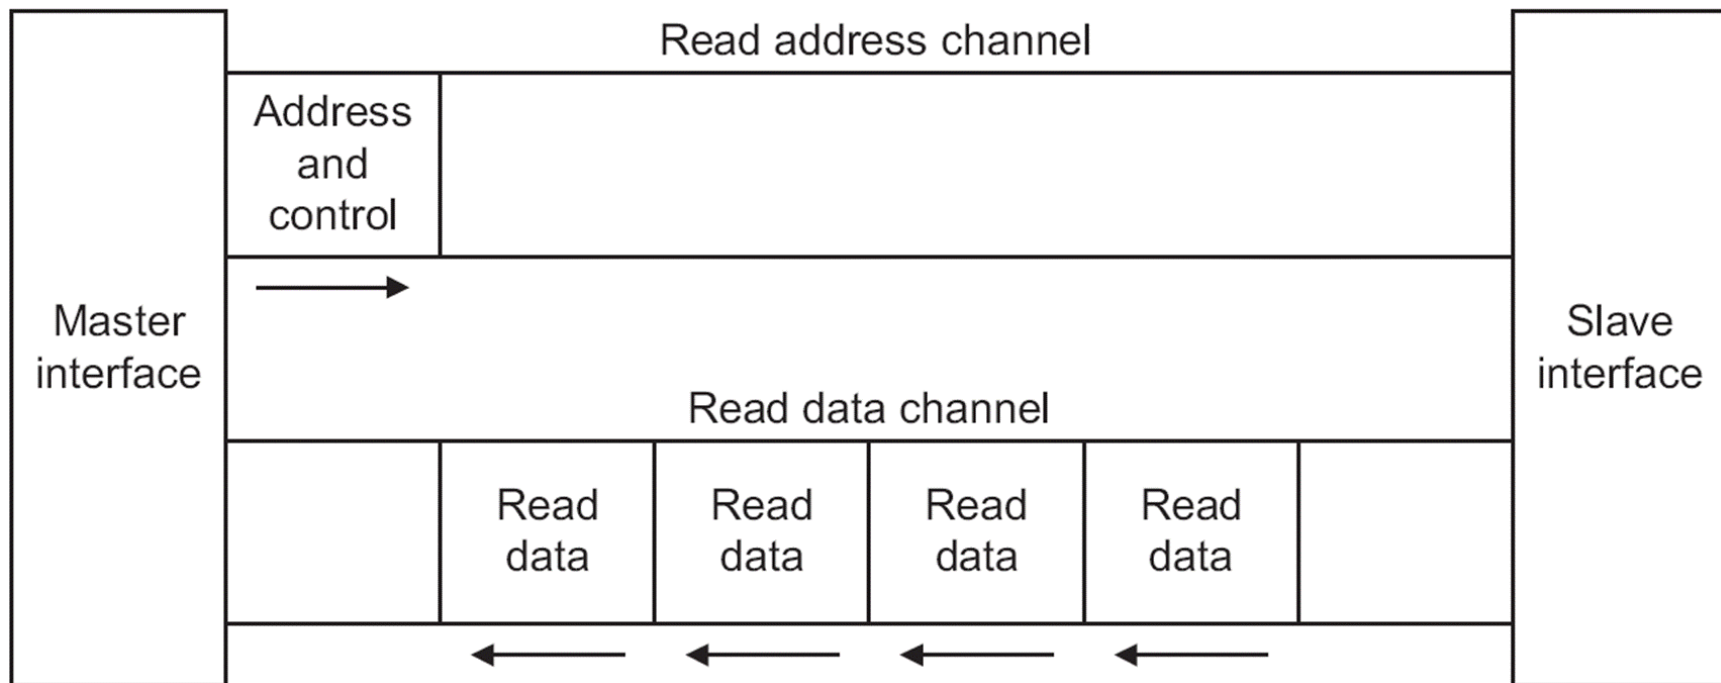 Read address channel
Address
and
control
Master
interface
Slave
interface
Read data channel
Read
data
Read
data
Read
data
Read
data